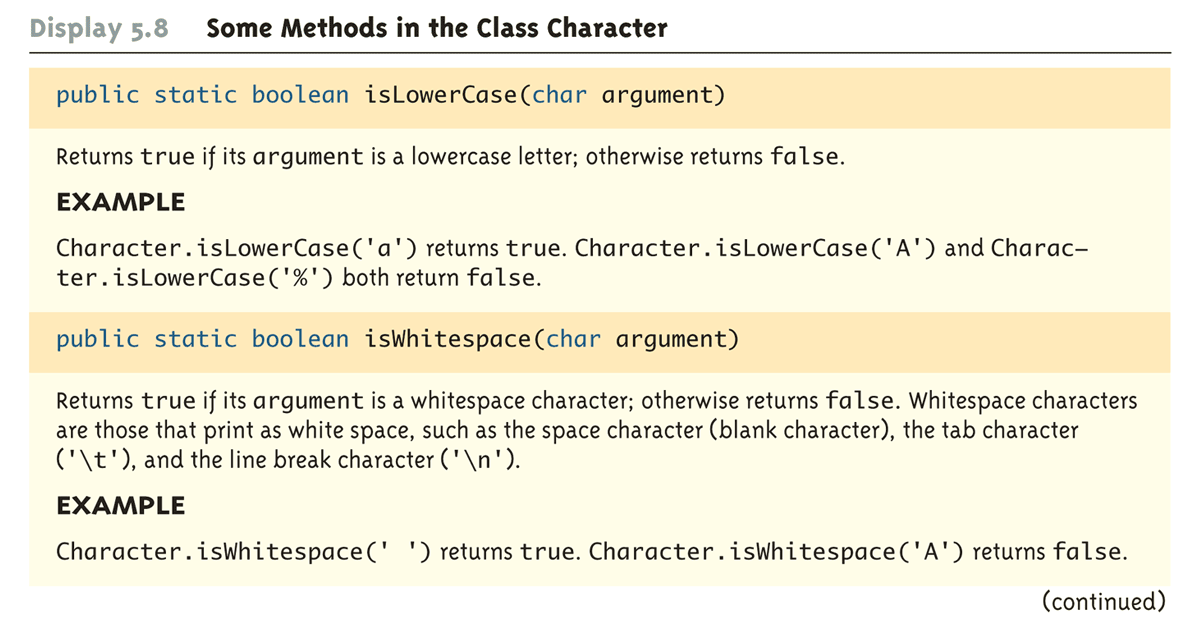 Display 5.8 Some Methods in the Class Character
public static boolean isLowerCase(char argument)
Returns true if its argument is a lowercase letter; otherwise returns false.
EXAMPLE
Character.isLowerCase('a') returns true. Character.isLowerCase('A') and Charac–
ter.isLowerCase('%') both return false.
public static boolean isWhitespace(char argument)
Returns true if its argument is a whitespace character; otherwise returns false. Whitespace characters
are those that print as white space, such as the space character (blank character), the tab character
('\t'), and the line break character ('\n').
EXAMPLE
Character.isWhitespace(' ') returns true. Character.isWhitespace('A') returns false.
(continued)